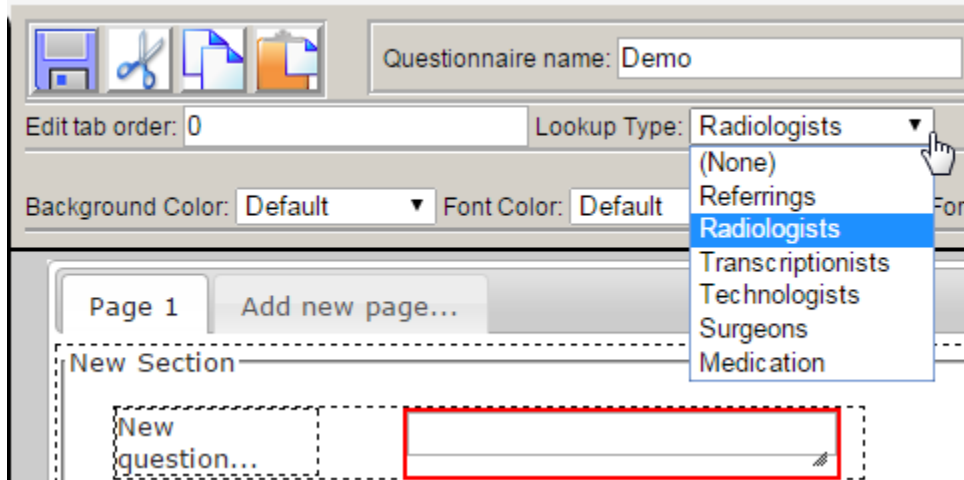 Questionnaire name: Demo
Edit tab order: 0 Lookup Type: Radiologists
(None)
Referrings
Radiologists
Transcriptionists
Technologists
Surgeons
Medication
Background Color: Default Font Color: Default
Page 1 Add new page...
New Section
New
question...